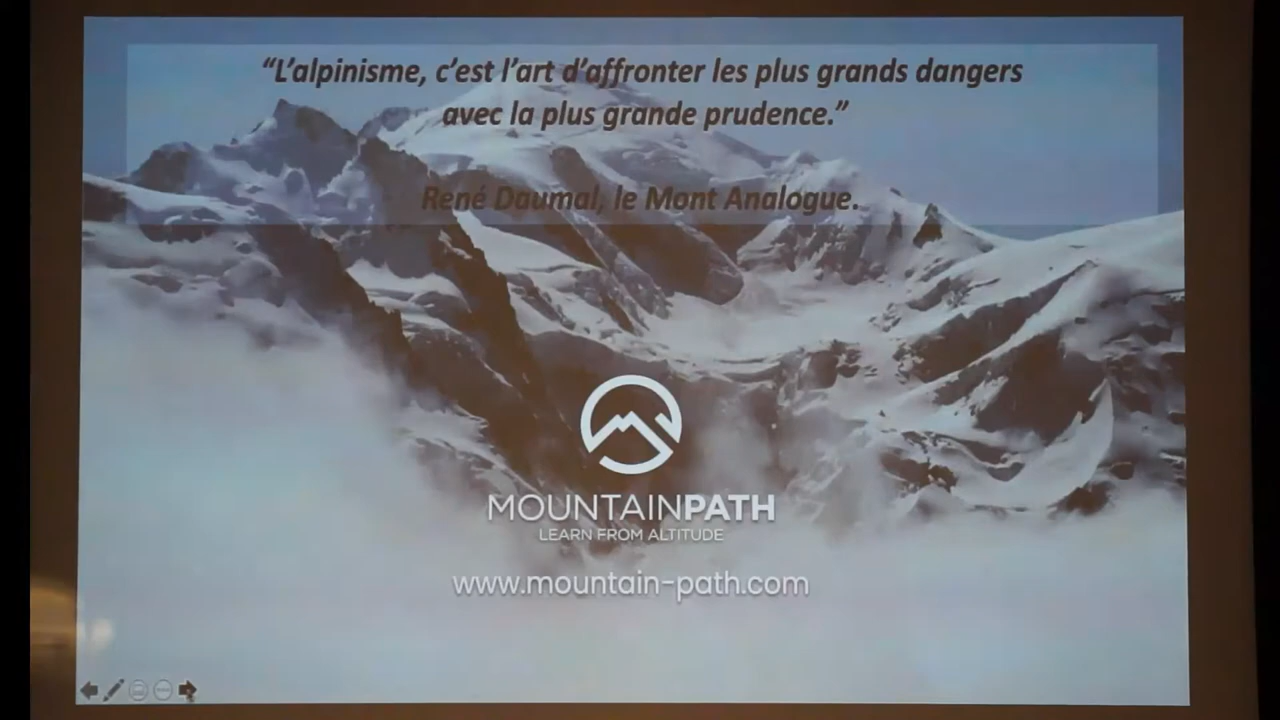 “L’alpinisme, c’est l’art d’affronter les plus grands dangers
avec la plus grande prudence.”
René Daumal, le Mont Analogue.
MOUNTAINPATH
LEARN FROM ALTITUDE
www.mountain-path.com